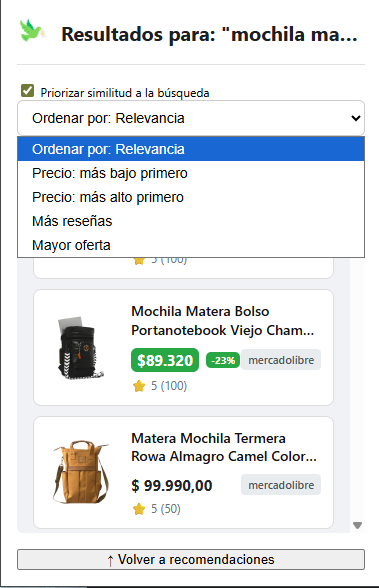 Resultados para: "mochila ma...
Priorizar similitud a la búsqueda
Ordenar por: Relevancia
Ordenar por: Relevancia
Precio: más bajo primero
Precio: más alto primero
Más reseñas
Mayor oferta
5 (100)
Mochila Matera Bolso
Portanotebook Viejo Cham...
$89.320 -23% mercadolibre
5 (100)
Matera Mochila Termera
Rowa Almagro Camel Color...
$ 99.990,00 mercadolibre
5 (50)
↑ Volver a recomendaciones